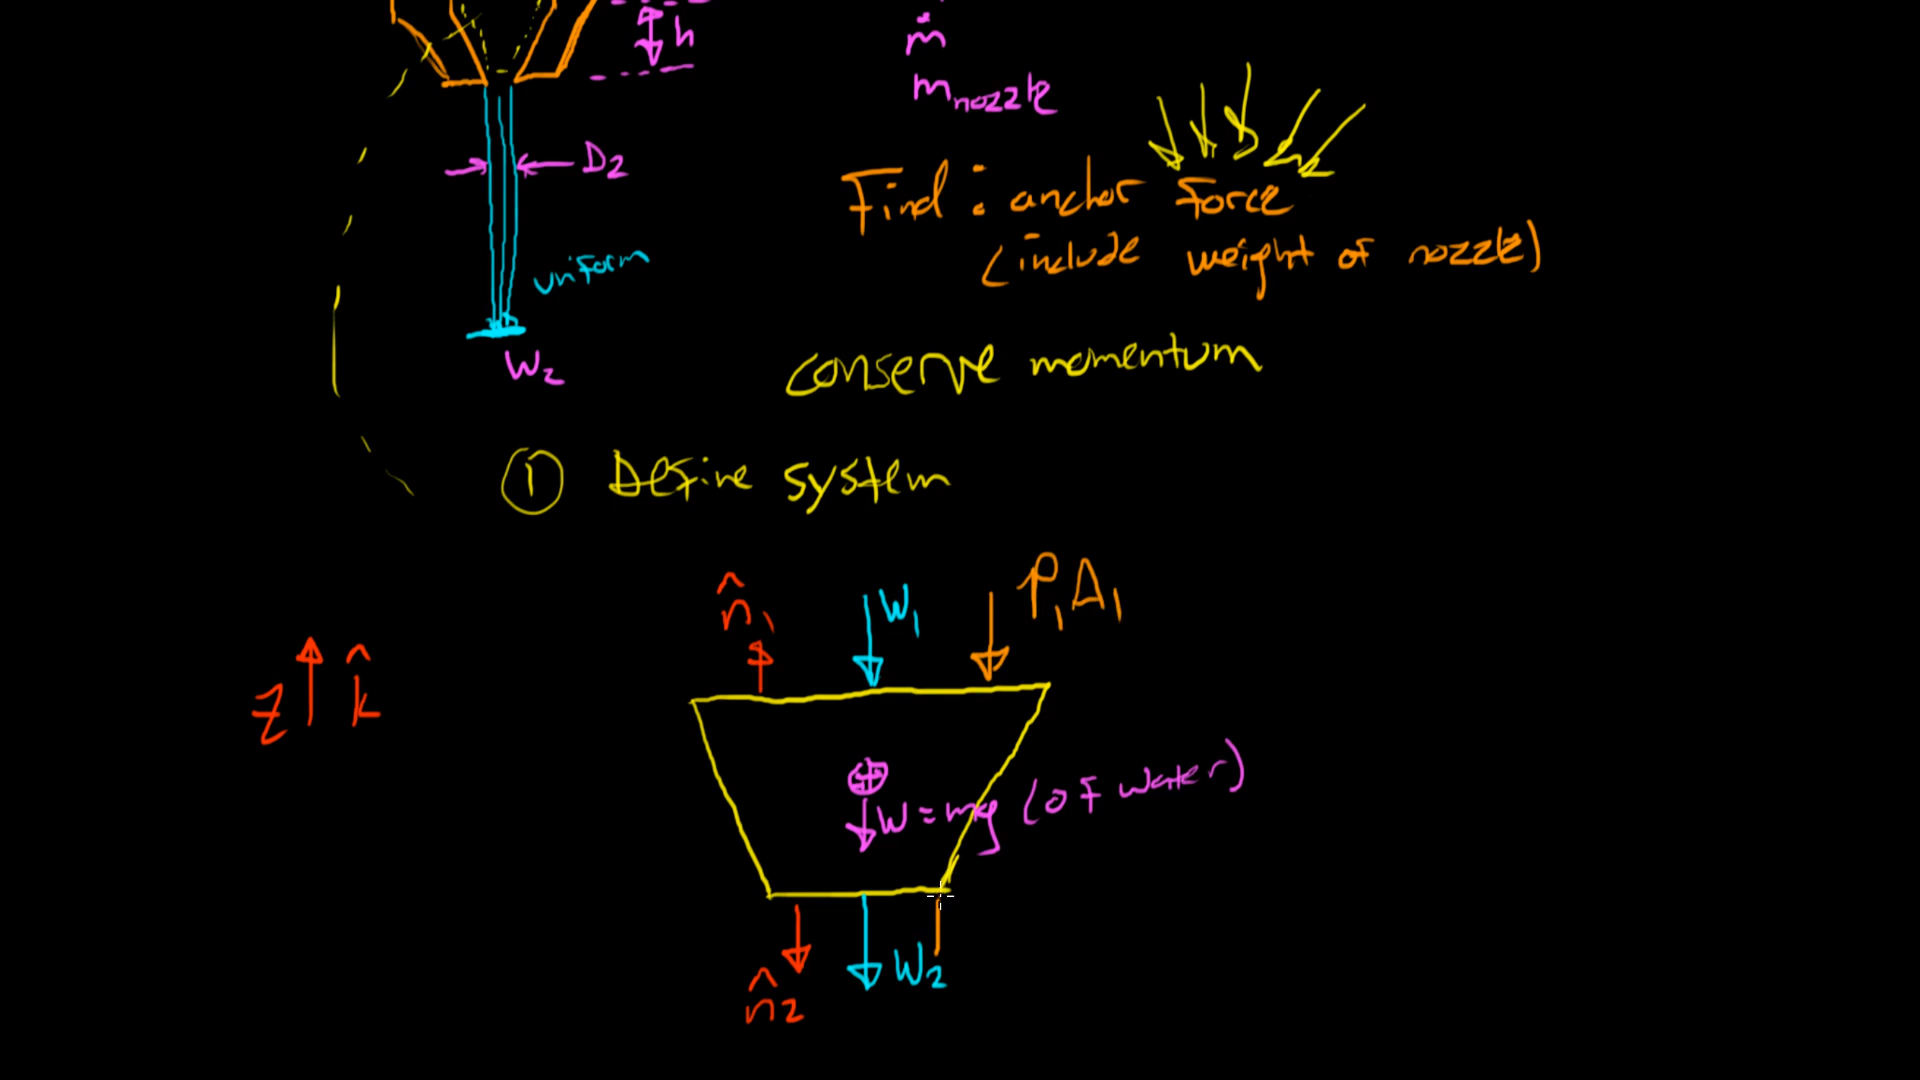 h
ṁ
m_nozzle
D₂
Find: anchor force
(include weight of nozzle)
uniform
W₂
conserve momentum
① Define system
n̂₁
W₁
P₁A₁
z
k̂
W=mg (of water)
W₂
n̂₂